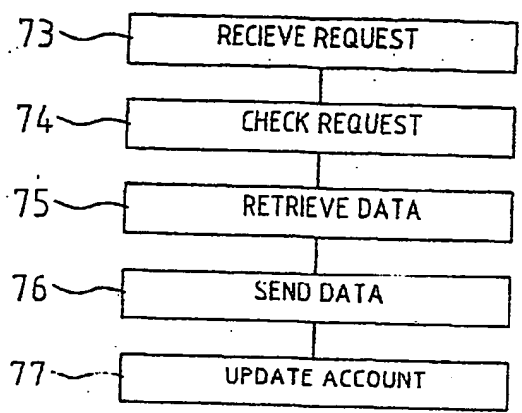 73 RECIEVE REQUEST
74 CHECK REQUEST
75 RETRIEVE DATA
76 SEND DATA
77 UPDATE ACCOUNT